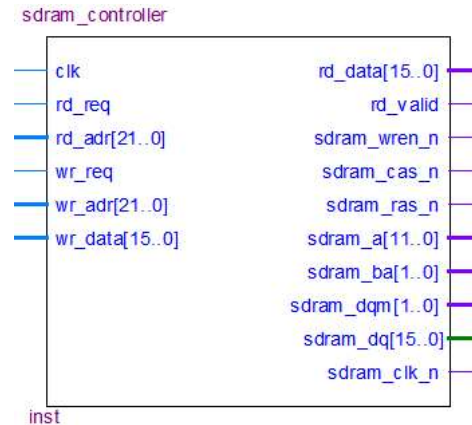 sdram_controller
clk
rd_data[15..0]
rd_req
rd_valid
rd_adr[21..0]
sdram_wren_n
wr_req
sdram_cas_n
wr_adr[21..0]
sdram_ras_n
wr_data[15..0]
sdram_a[11..0]
sdram_ba[1..0]
sdram_dqm[1..0]
sdram_dq[15..0]
sdram_clk_n
inst